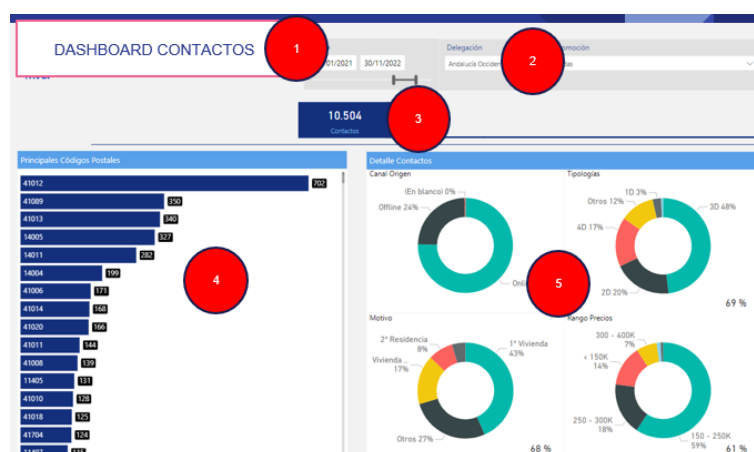 DASHBOARD CONTACTOS
1
01/2021
30/11/2022
Delegación
Andalucía Occiden
2
3
10.504
Contactos
Principales Códigos Postales
41012 702
41089 350
41013 340
14005 327
14011 282
14004 199
41006 171
41014 168
41020 166
41011 144
41008 139
11405 131
41010 128
41018 125
41704 124
4
Detalle Contactos
Canal Origen
(En blanco) 0%
Offline 24%
Onli
5
Tipologías
1D 3%
Otros 12%
3D 48%
4D 17%
2D 20%
69 %
Motivo
2ª Residencia
8%
1ª Vivienda
43%
Vivienda ...
17%
Otros 27%
68 %
Rango Precios
300 - 400K
7%
< 150K
14%
250 - 300K
18%
150 - 250K
59%
61 %